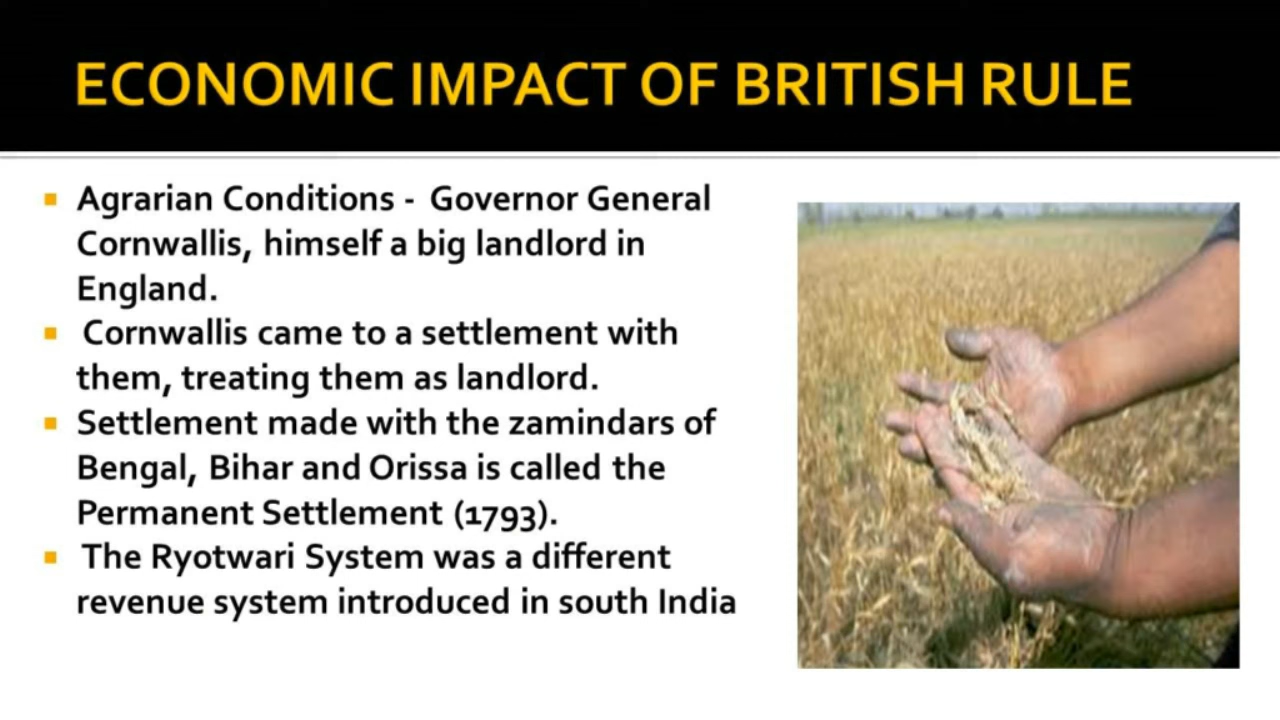 ECONOMIC IMPACT OF BRITISH RULE
Agrarian Conditions - Governor General
Cornwallis, himself a big landlord in
England.
Cornwallis came to a settlement with
them, treating them as landlord.
Settlement made with the zamindars of
Bengal, Bihar and Orissa is called the
Permanent Settlement (1793).
The Ryotwari System was a different
revenue system introduced in south India